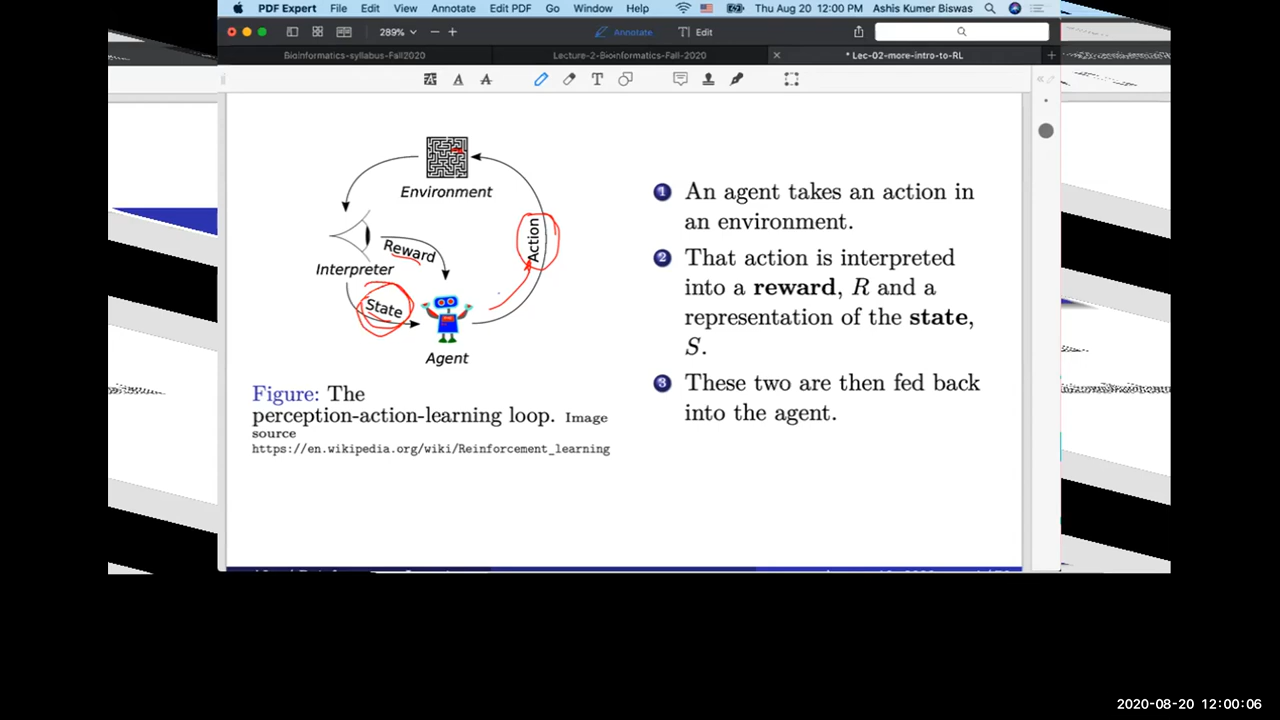 PDF Expert File Edit View Annotate Edit PDF Go Window Help Thu Aug 20 12:00 PM Ashis Kumer Biswas
289% Annotate Edit
Bioinformatics-syllabus-Fall2020 Lecture-2-Bionformatics-Fall-2020 * Lec-02-more-intro-to-RL
Environment
Reward
Action
Interpreter
State
Agent
Figure: The
perception-action-learning loop. Image
source
https://en.wikipedia.org/wiki/Reinforcement_learning
1 An agent takes an action in
an environment.
2 That action is interpreted
into a reward, R and a
representation of the state,
S.
3 These two are then fed back
into the agent.
2020-08-20 12:00:06